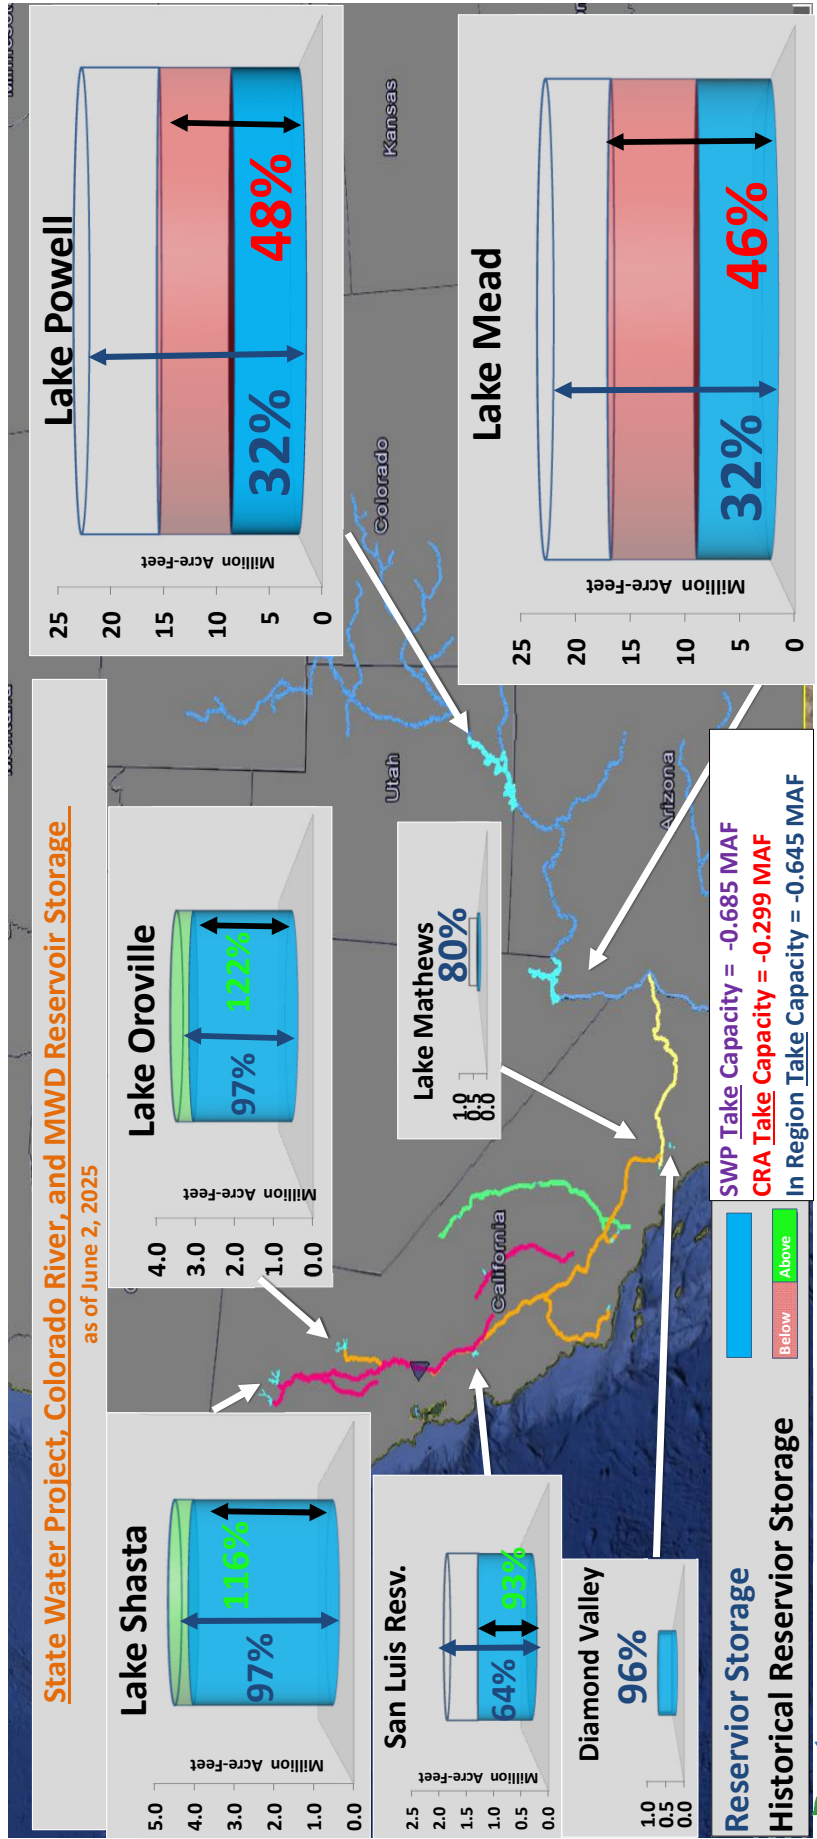 State Water Project, Colorado River, and MWD Reservoir Storage
as of June 2, 2025
Lake Shasta
5.0
4.0
3.0
2.0
1.0
0.0
Million Acre-Feet
97%
116%
Lake Oroville
4.0
3.0
2.0
1.0
0.0
Million Acre-Feet
97%
122%
Lake Powell
25
20
15
10
5
0
Million Acre-Feet
32%
48%
San Luis Resv.
2.5
2.0
1.5
1.0
0.5
0.0
64%
93%
Lake Mathews
1.0
0.5
0.0
80%
Lake Mead
25
20
15
10
5
0
Million Acre-Feet
32%
46%
Diamond Valley
1.0
0.5
0.0
96%
California
Utah
Colorado
Kansas
Arizona
Reservior Storage
Historical Reservior Storage
Below
Above
SWP Take Capacity = -0.685 MAF
CRA Take Capacity = -0.299 MAF
In Region Take Capacity = -0.645 MAF